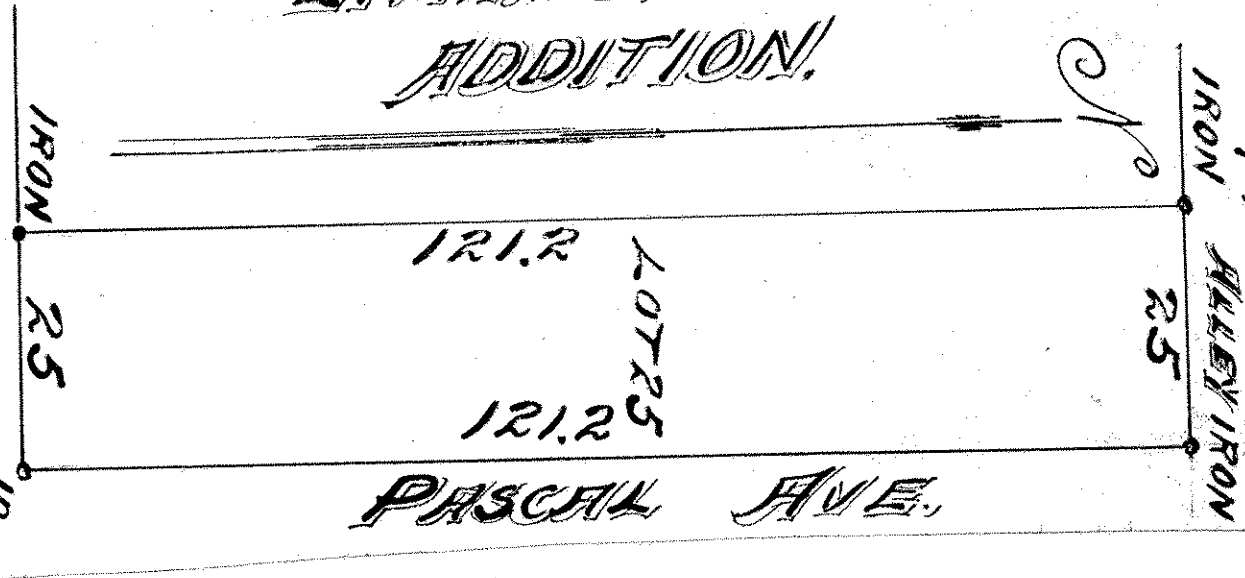 ADDITION.
N
IRON
IRON
121.2
LOT 25
25
25
ALLEY
IRON
121.2
PASCAL AVE.,